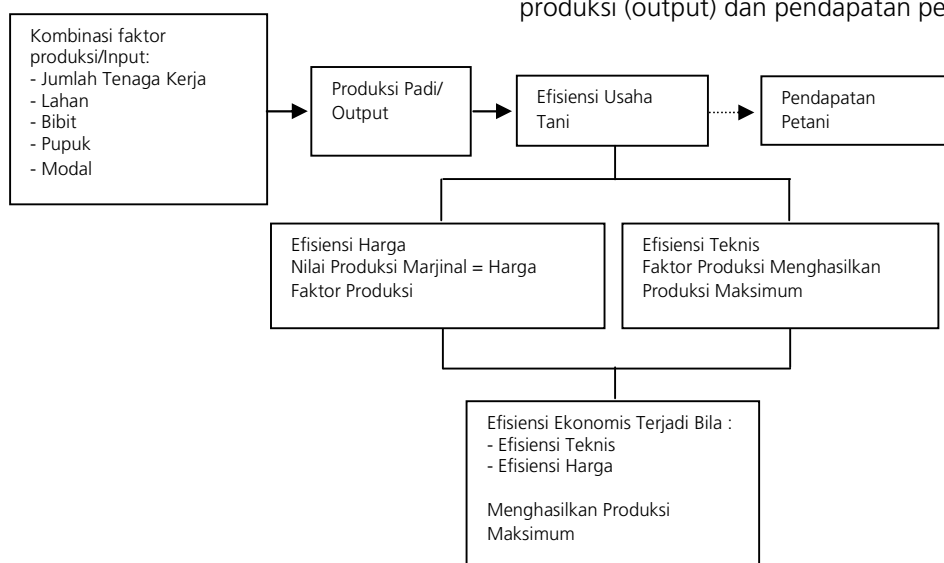 produksi (output) dan pendapatan pe
Kombinasi faktor
produksi/Input:
- Jumlah Tenaga Kerja
- Lahan
- Bibit
- Pupuk
- Modal
Produksi Padi/
Output
Efisiensi Usaha
Tani
Pendapatan
Petani
Efisiensi Harga
Nilai Produksi Marjinal = Harga
Faktor Produksi
Efisiensi Teknis
Faktor Produksi Menghasilkan
Produksi Maksimum
Efisiensi Ekonomis Terjadi Bila :
- Efisiensi Teknis
- Efisiensi Harga
Menghasilkan Produksi
Maksimum